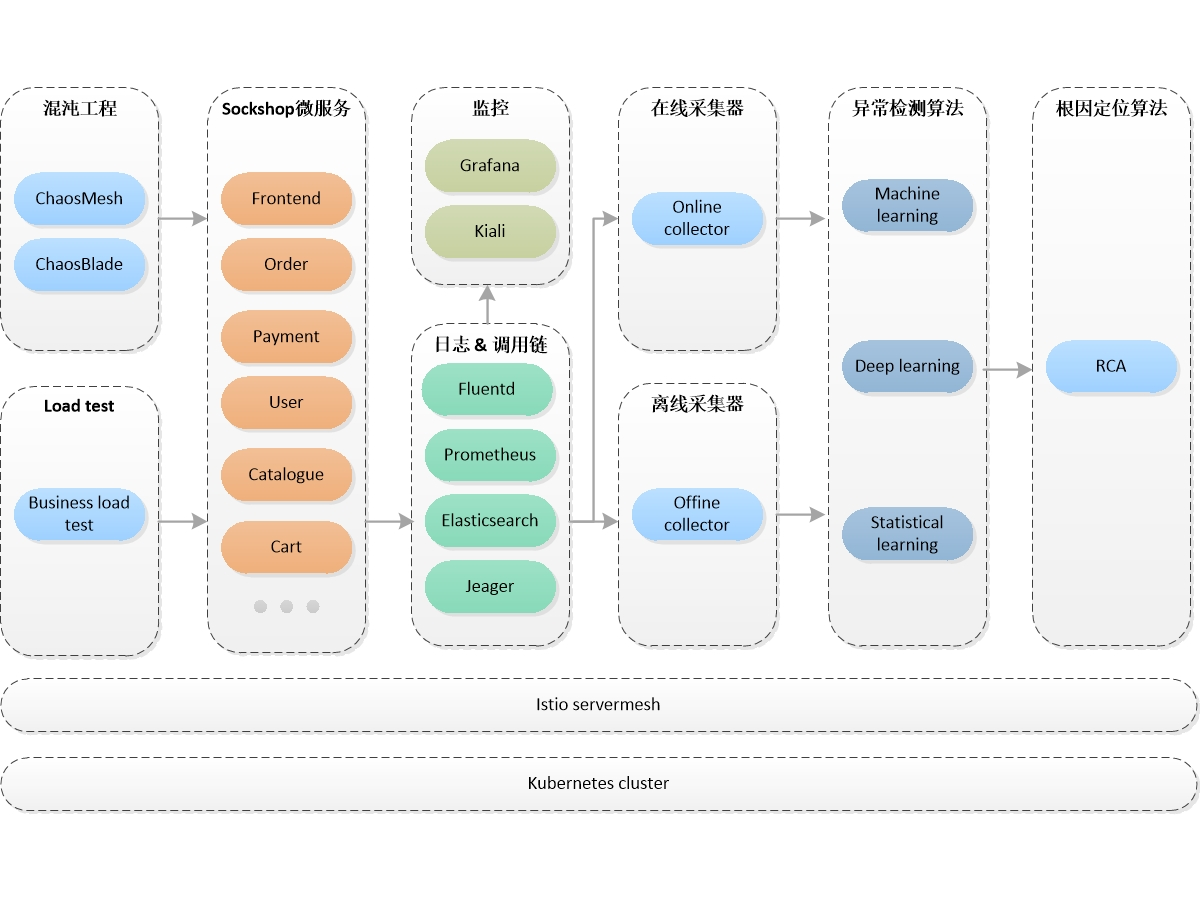 混沌工程
ChaosMesh
ChaosBlade
Load test
Business load
test
Sockshop微服务
Frontend
Order
Payment
User
Catalogue
Cart
监控
Grafana
Kiali
日志 & 调用链
Fluentd
Prometheus
Elasticsearch
Jeager
在线采集器
Online
collector
离线采集器
Offine
collector
异常检测算法
Machine
learning
Deep learning
Statistical
learning
根因定位算法
RCA
Istio servermesh
Kubernetes cluster